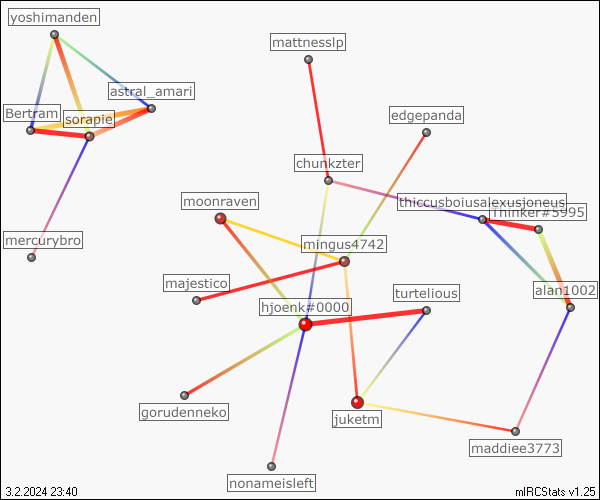 yoshimanden
mattnesslp
astral_amari
Bertram
sorapie
edgepanda
chunkzter
moonraven
thiccusboiusalexusjoneus
Thinker#5995
mercurybro
mingus4742
majestico
turtelious
alan1002
hjoenk#0000
gorudenneko
juketm
maddiee3773
nonameisleft
3.2.2024 23:40
mIRCStats v1.25